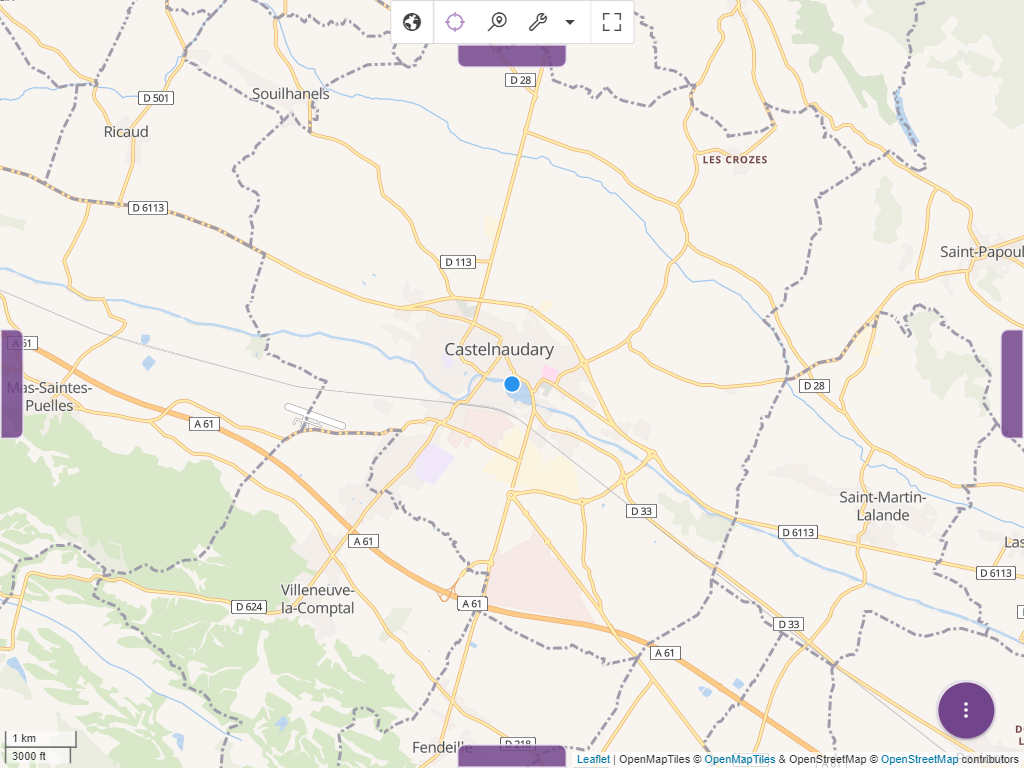 D 28
Souilhanels
D 501
Ricaud
LES CROZES
D 6113
Saint-Papoul
D 113
A 61
Castelnaudary
D 28
Mas-Saintes-
Puelles
A 61
Saint-Martin-
Lalande
D 33
D 6113
A 61
Las
D 6113
Villeneuve-
la-Comptal
A 61
D 624
D 33
A 61
1 km
3000 ft
Fendeille
D 218
Leaflet | OpenMapTiles © OpenMapTiles & OpenStreetMap © OpenStreetMap contributors